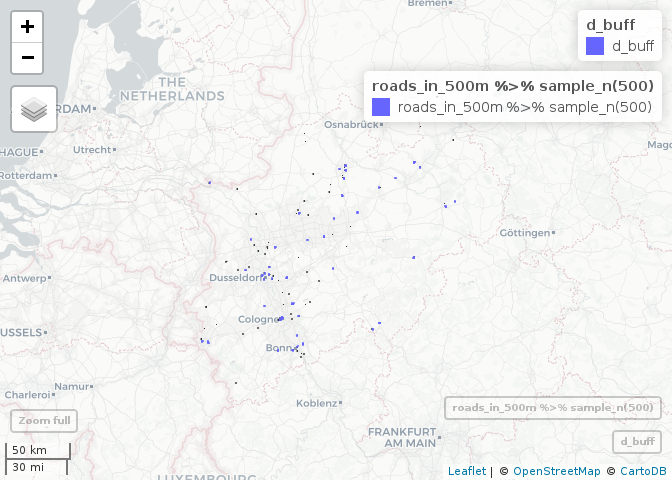 Bremen
+
−
d_buff
d_buff
roads_in_500m %>% sample_n(500)
roads_in_500m %>% sample_n(500)
THE
NETHERLANDS
RDAM
Osnabrück
HAGUE
Utrecht
Magd
Rotterdam
Göttingen
Antwerp
Dusseldorf
Cologne
USSELS
Bonn
Namur
Charleroi
Koblenz
roads_in_500m %>% sample_n(500)
Zoom full
FRANKFURT
AM MAIN
d_buff
50 km
30 mi
LUXEMBOURG
Leaflet | © OpenStreetMap © CartoDB